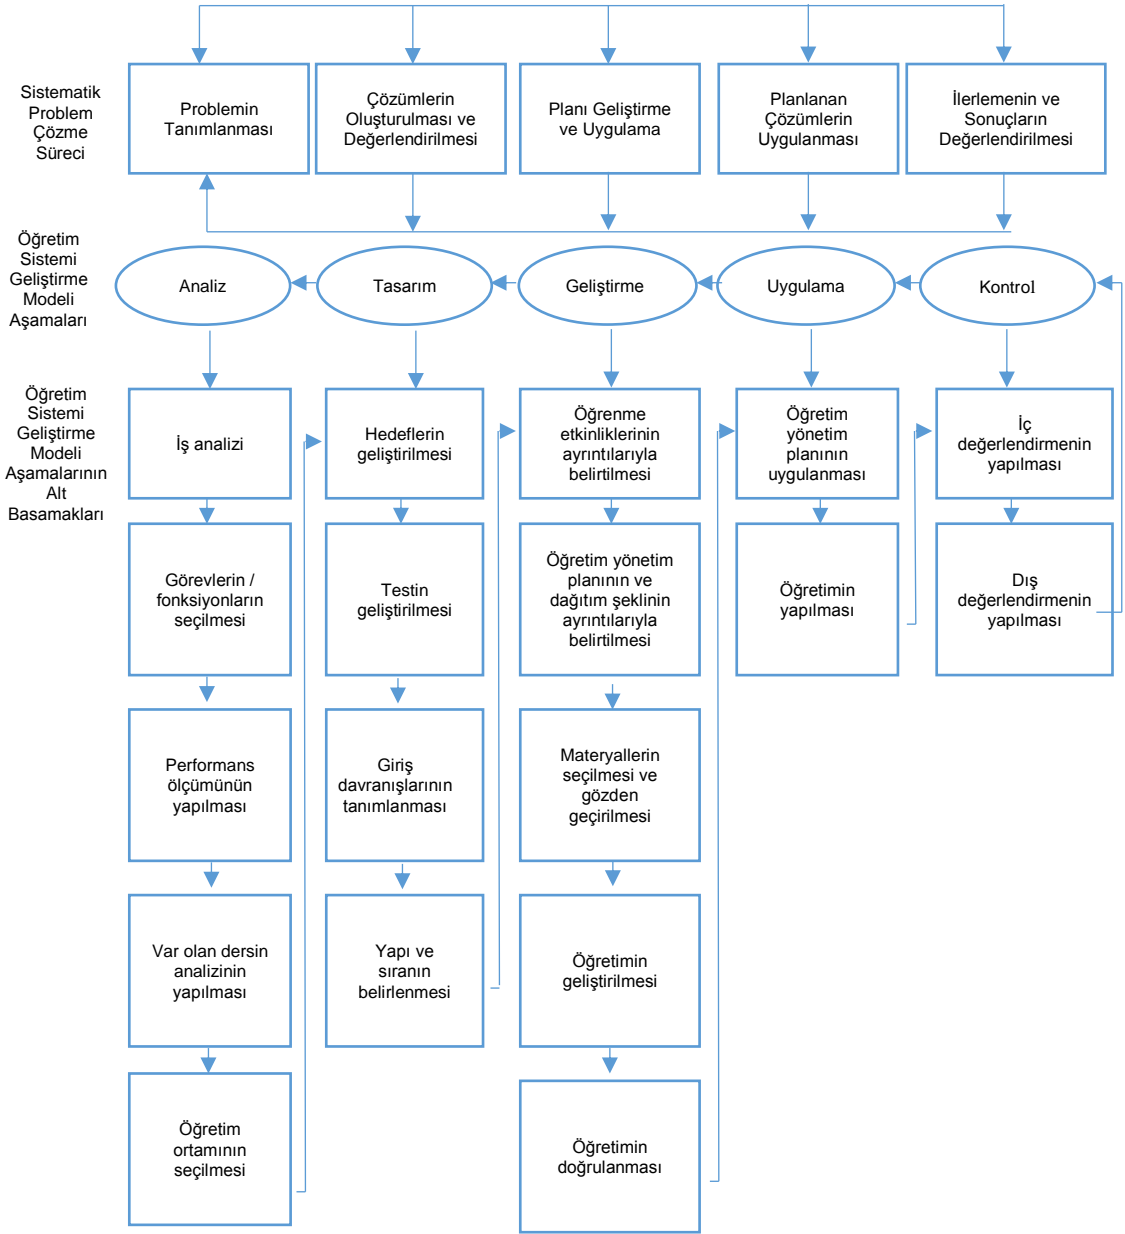 Sistematik
Problem
Çözme
Süreci
Problemin
Tanımlanması
Çözümlerin
Oluşturulması ve
Değerlendirilmesi
Planı Geliştirme
ve Uygulama
Planlanan
Çözümlerin
Uygulanması
İlerlemenin ve
Sonuçların
Değerlendirilmesi
Öğretim
Sistemi
Geliştirme
Modeli
Aşamaları
Analiz
Tasarım
Geliştirme
Uygulama
Kontrol
Öğretim
Sistemi
Geliştirme
Modeli
Aşamalarının
Alt
Basamakları
İş analizi
Hedeflerin
geliştirilmesi
Öğrenme
etkinliklerinin
ayrıntılarıyla
belirtilmesi
Öğretim
yönetim
planının
uygulanması
İç
değerlendirmenin
yapılması
Görevlerin /
fonksiyonların
seçilmesi
Testin
geliştirilmesi
Öğretim yönetim
planının ve
dağıtım şeklinin
ayrıntılarıyla
belirtilmesi
Öğretimin
yapılması
Dış
değerlendirmenin
yapılması
Performans
ölçümünün
yapılması
Giriş
davranışlarının
tanımlanması
Materyallerin
seçilmesi ve
gözden
geçirilmesi
Var olan dersin
analizinin
yapılması
Yapı ve
sıranın
belirlenmesi
Öğretimin
geliştirilmesi
Öğretim
ortamının
seçilmesi
Öğretimin
doğrulanması